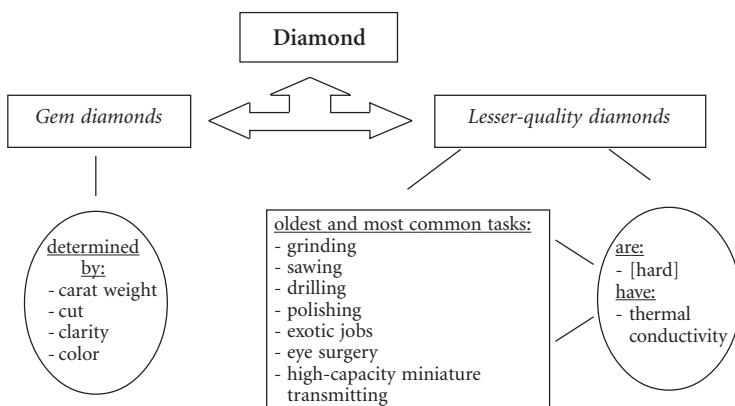 Diamond
Gem diamonds
Lesser-quality diamonds
determined
by:
- carat weight
- cut
- clarity
- color
oldest and most common tasks:
- grinding
- sawing
- drilling
- polishing
- exotic jobs
- eye surgery
- high-capacity miniature
transmitting
are:
- [hard]
have:
- thermal
conductivity